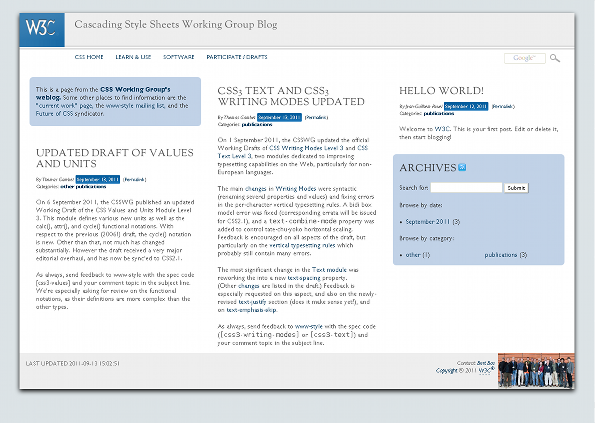 W3C
Cascading Style Sheets Working Group Blog
CSS HOME LEARN & USE SOFTWARE PARTICIPATE / DRAFTS
Google™
This is a page from the CSS Working Group's
weblog. Some other places to find information are the
"current work" page, the www-style mailing list, and the
Future of CSS syndicator.
UPDATED DRAFT OF VALUES
AND UNITS
By September 13, 2011 (Permalink)
Categories: other publications
On 6 September 2011, the CSSWG published an updated
Working Draft of the CSS Values and Units Module Level
3. This module defines various new units as well as the
calc(), attr(), and cycle() functional notations. With
respect to the previous (2006!) draft, the cycle() notation
is new. Other than that, not much has changed
substantially. However the draft received a very major
editorial overhaul, and has now be sync'ed to CSS2.1.
As always, send feedback to www-style with the spec code
[css3-values] and your comment topic in the subject line.
We're especially asking for review on the functional
notations, as their definitions are more complex than the
other types.
CSS3 TEXT AND CSS3
WRITING MODES UPDATED
By September 13, 2011 (Permalink)
Categories: publications
On 1 September 2011, the CSSWG updated the official
Working Drafts of CSS Writing Modes Level 3 and CSS
Text Level 3, two modules dedicated to improving
typesetting capabilities on the Web, particularly for non-
European languages.
The main changes in Writing Modes were syntactic
(renaming several properties and values) and fixing errors
in the per-character vertical typesetting rules. A bidi box
model error was fixed (corresponding errata will be issued
for CSS2.1), and a text-combine-mode property was
added to control tate-chu-yoko horizontal scaling.
Feedback is encouraged on all aspects of the draft, but
particularly on the vertical typesetting rules which
probably still contain many errors.
The most significant change in the Text module was
reworking the into a new text-spacing property.
(Other changes are listed in the draft.) Feedback is
especially requested on this aspect, and also on the newly-
revised text-justify section (does it make sense yet?), and
on text-emphasis-skip.
As always, send feedback to www-style with the spec code
([css3-writing-modes] or [css3-text]) and
your comment topic in the subject line.
HELLO WORLD!
By September 12, 2011 (Permalink)
Categories: publications
Welcome to W3C. This is your first post. Edit or delete it,
then start blogging!
ARCHIVES
Search for: Submit
Browse by date:
• September 2011 (3)
Browse by category:
• other (1) publications (3)
LAST UPDATED 2011-09-13 15:02:51
Contact: Bert Bos
Copyright © 2011 W3C®